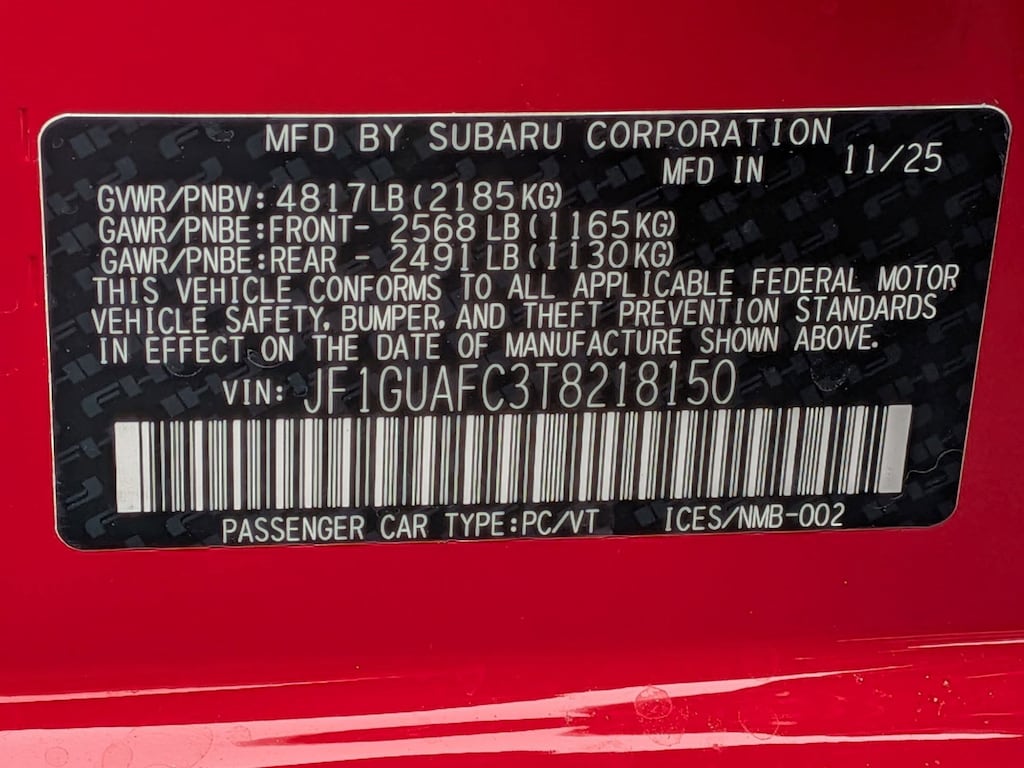 MFD BY SUBARU CORPORATION
MFD IN 11/25
GVWR/PNBV: 4817LB(2185KG)
GAWR/PNBE:FRONT- 2568 LB(1165KG)
GAWR/PNBE:REAR - 2491 LB(1130KG)
THIS VEHICLE CONFORMS TO ALL APPLICABLE FEDERAL MOTOR
VEHICLE SAFETY, BUMPER, AND THEFT PREVENTION STANDARDS
IN EFFECT ON THE DATE OF MANUFACTURE SHOWN ABOVE.
VIN: JF1GUAFC3T8218150
PASSENGER CAR TYPE:PC/VT ICES/NMB-002